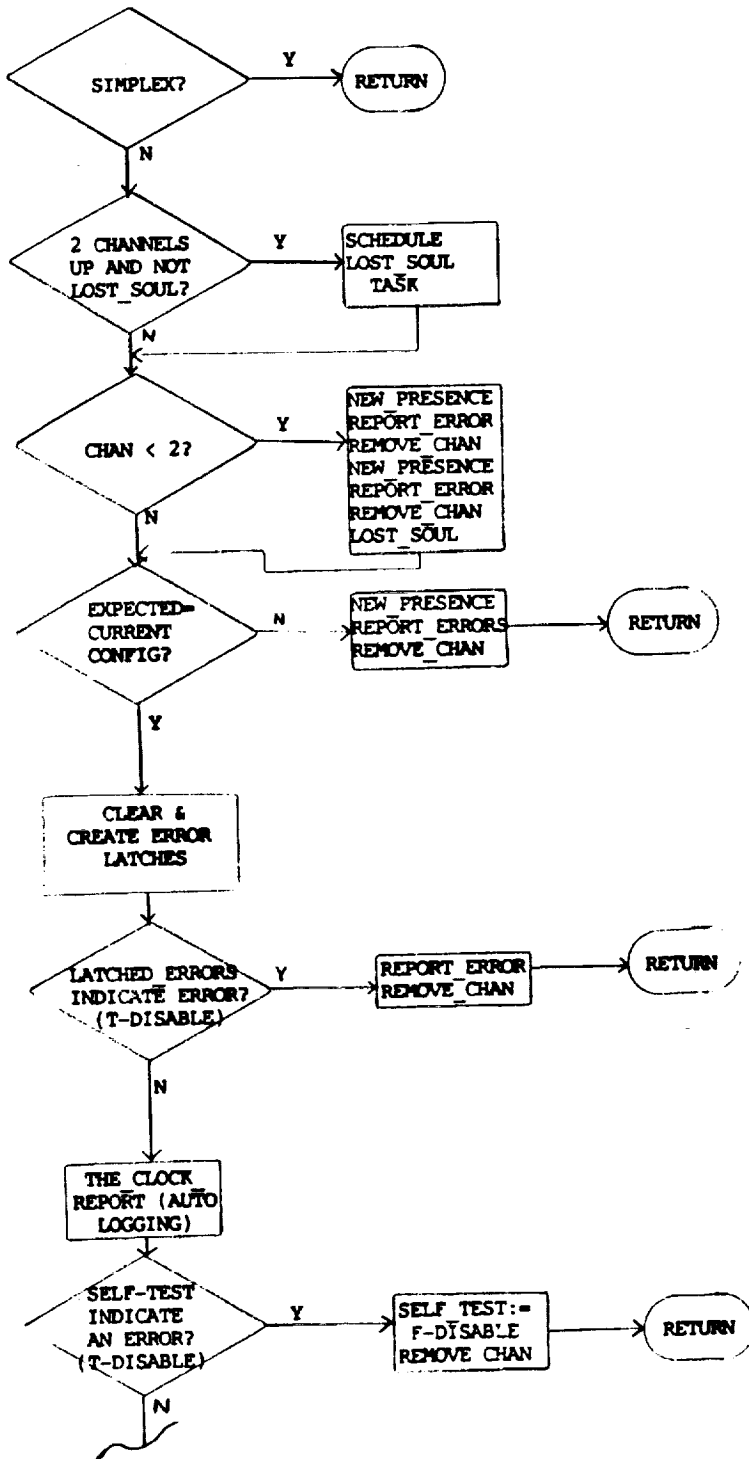 SIMPLEX?
Y
RETURN
N
2 CHANNELS
UP AND NOT
LOST_SOUL?
Y
SCHEDULE
LOST_SOUL
TASK
N
CHAN < 2?
Y
NEW_PRESENCE
REPORT_ERROR
REMOVE_CHAN
NEW_PRESENCE
REPORT_ERROR
REMOVE_CHAN
LOST_SOUL
N
EXPECTED=
CURRENT
CONFIG?
N
NEW_PRESENCE
REPORT_ERRORS
REMOVE_CHAN
RETURN
Y
CLEAR &
CREATE ERROR
LATCHES
LATCHED ERRORS
INDICATE ERROR?
(T-DISABLE)
Y
REPORT_ERROR
REMOVE_CHAN
RETURN
N
THE_CLOCK_
REPORT (AUTO
LOGGING)
SELF-TEST
INDICATE
AN ERROR?
(T-DISABLE)
Y
SELF_TEST:=
F-DISABLE
REMOVE CHAN
RETURN
N